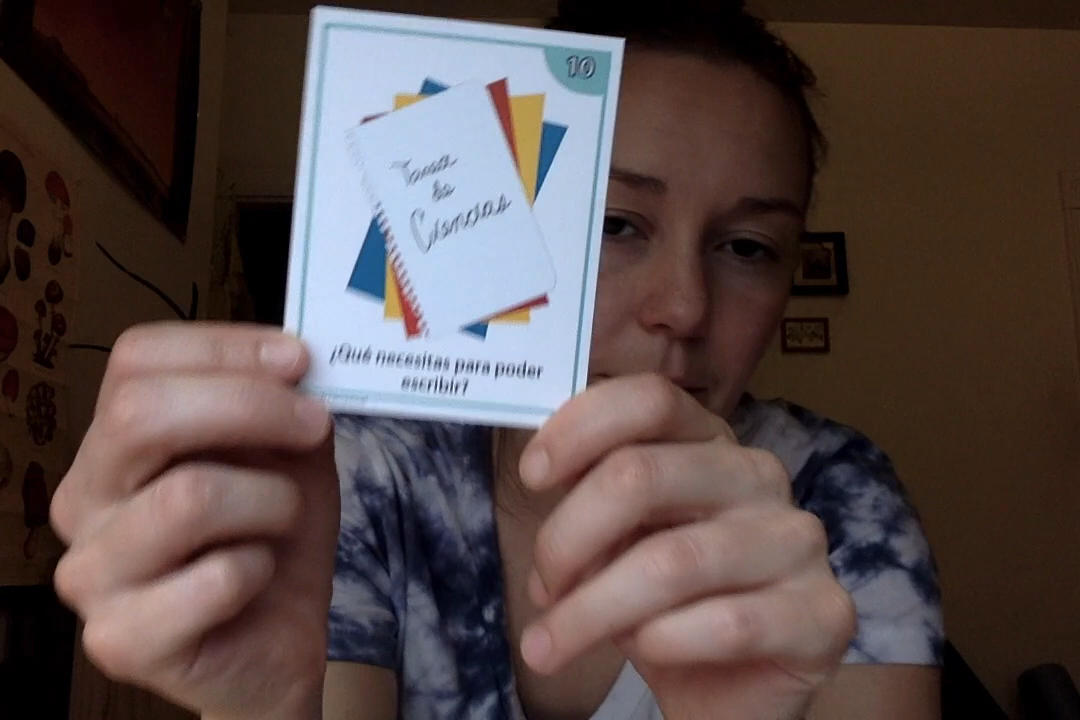 10
Tarea
de
Ciencias
¿Qué necesitas para poder
escribir?